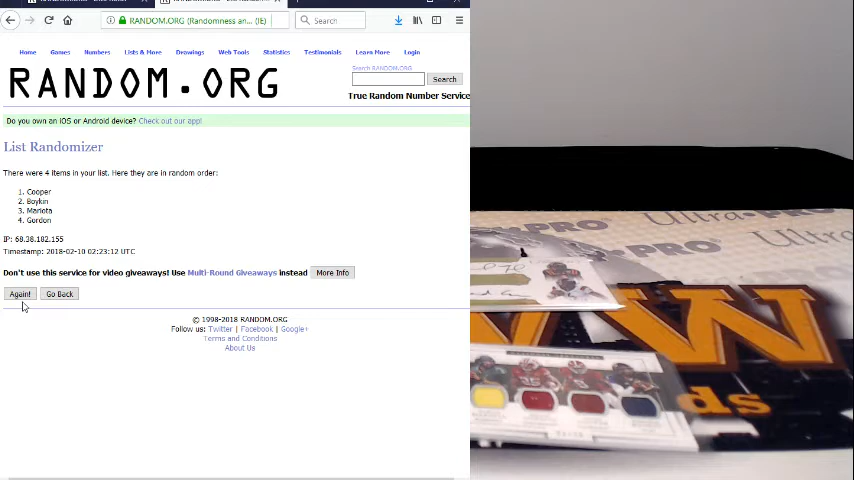 RANDOM.ORG (Randomness an... (IE)
Search
Home Games Numbers Lists & More Drawings Web Tools Statistics Testimonials Learn More Login
RANDOM.ORG
Search RANDOM.ORG
Search
True Random Number Service
Do you own an iOS or Android device? Check out our app!
List Randomizer
There were 4 items in your list. Here they are in random order:
1. Cooper
2. Boykin
3. Mariota
4. Gordon
IP: 68.38.182.155
Timestamp: 2018-02-10 02:23:12 UTC
Don't use this service for video giveaways! Use Multi-Round Giveaways instead More Info
Again! Go Back
© 1998-2018 RANDOM.ORG
Follow us: Twitter | Facebook | Google+
Terms and Conditions
About Us
Ultra PRO
PRO
ds